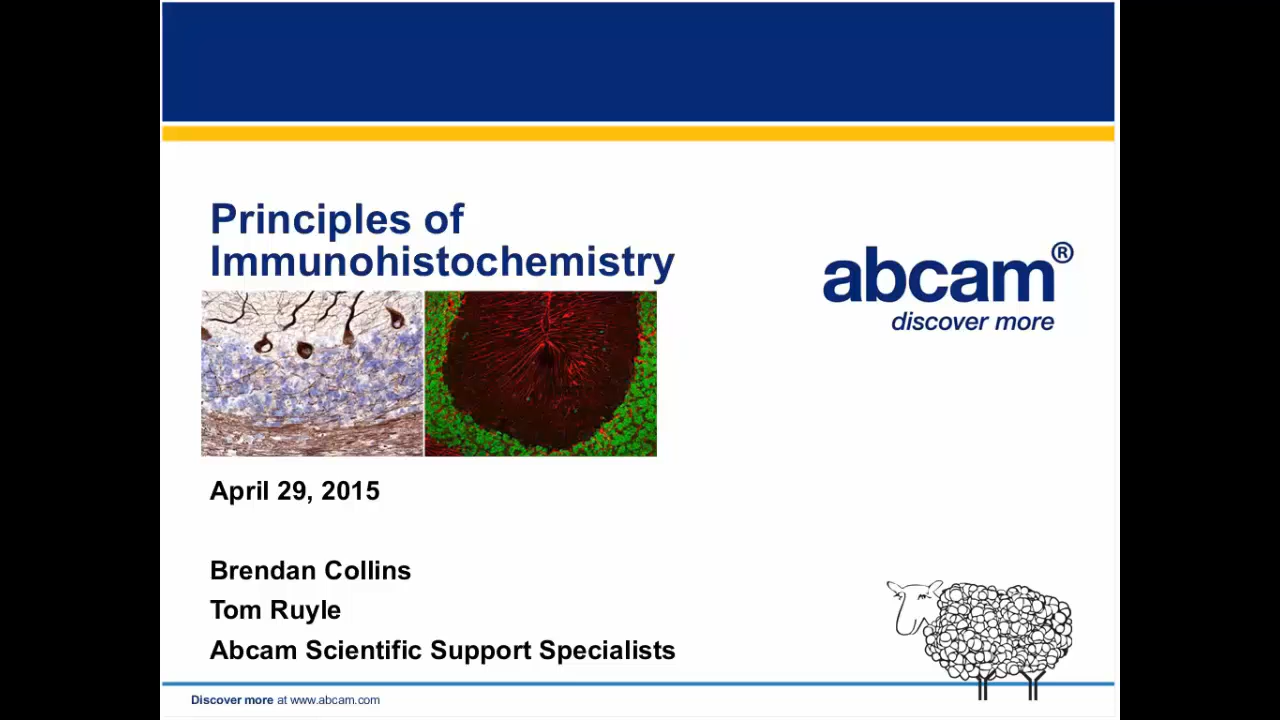 Principles of
Immunohistochemistry
abcam®
discover more
April 29, 2015
Brendan Collins
Tom Ruyle
Abcam Scientific Support Specialists
Discover more at www.abcam.com